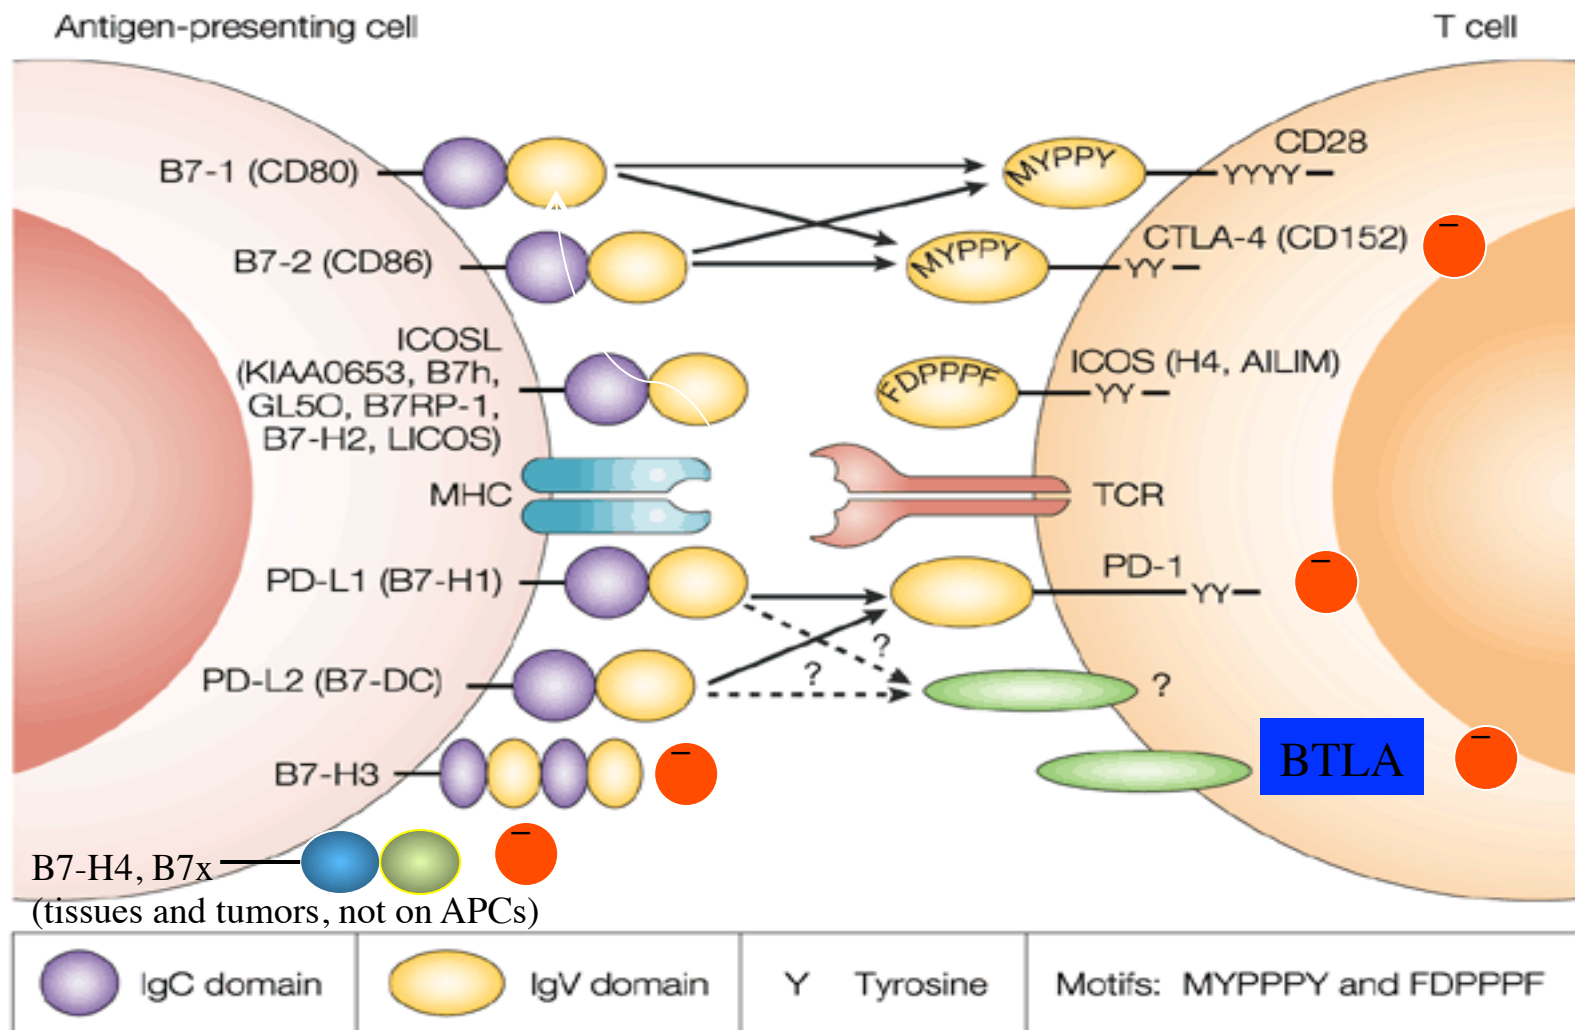 Antigen-presenting cell
T cell
B7-1 (CD80)
MYPPY
CD28
YYYY
B7-2 (CD86)
MYPPY
CTLA-4 (CD152)
YY
–
ICOSL
(KIAA0653, B7h,
GL50, B7RP-1,
B7-H2, LICOS)
FDPPPF
ICOS (H4, AILIM)
YY
MHC
TCR
PD-L1 (B7-H1)
PD-1
YY
–
?
?
PD-L2 (B7-DC)
?
B7-H3
–
BTLA
–
B7-H4, B7x
–
(tissues and tumors, not on APCs)
IgC domain
IgV domain
Y Tyrosine
Motifs: MYPPPY and FDPPPF